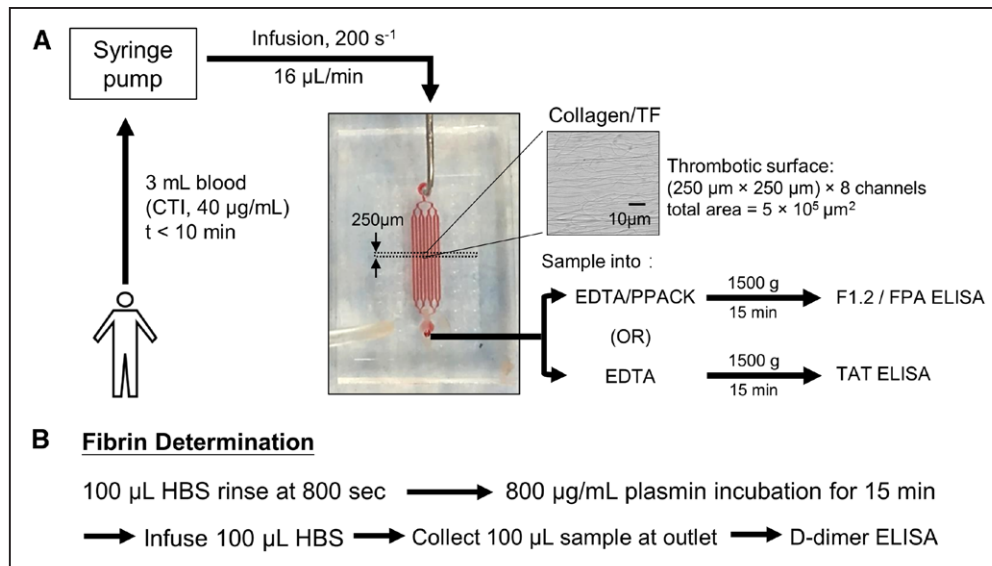 A
Syringe
pump
Infusion, 200 s⁻¹
16 µL/min
3 mL blood
(CTI, 40 µg/mL)
t < 10 min
250µm
Collagen/TF
10µm
Thrombotic surface:
(250 µm × 250 µm) × 8 channels
total area = 5 × 10⁵ µm²
Sample into :
EDTA/PPACK
1500 g
15 min
F1.2 / FPA ELISA
(OR)
EDTA
1500 g
15 min
TAT ELISA
B Fibrin Determination
100 µL HBS rinse at 800 sec 800 µg/mL plasmin incubation for 15 min
Infuse 100 µL HBS Collect 100 µL sample at outlet D-dimer ELISA